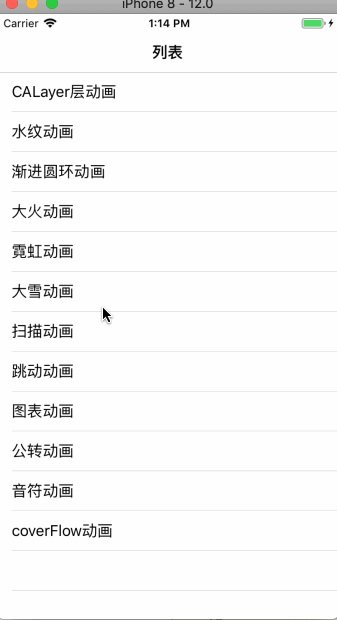 iPhone 8 - 12.0
Carrier 1:14 PM
列表
CALayer层动画
水纹动画
渐进圆环动画
大火动画
霓虹动画
大雪动画
扫描动画
跳动动画
图表动画
公转动画
音符动画
coverFlow动画